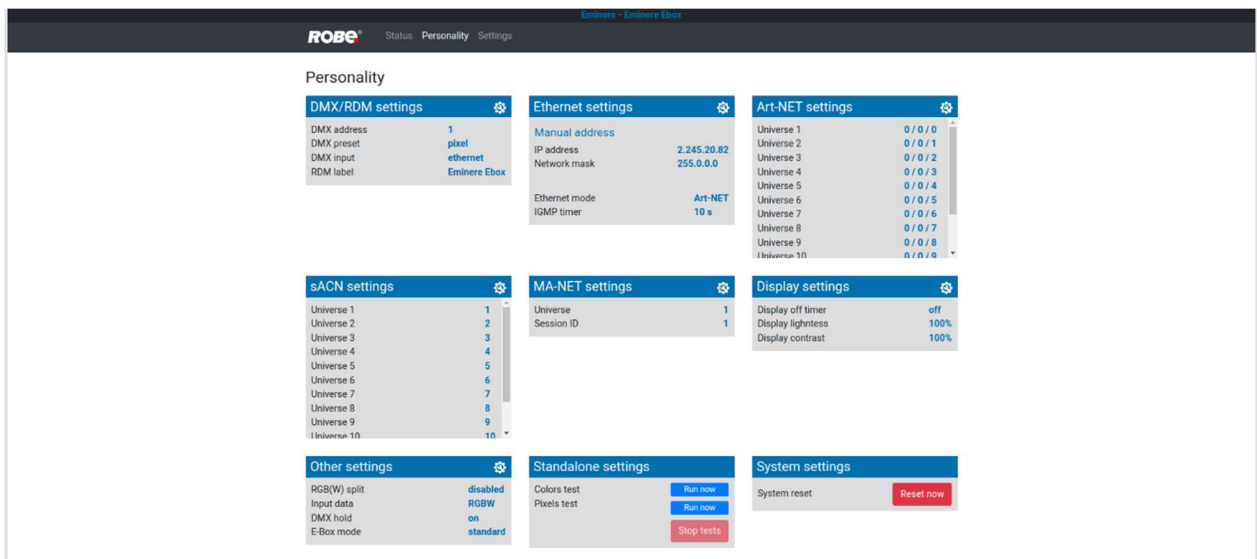 Eminere - Eminere Ebox
ROBE® Status Personality Settings
Personality
DMX/RDM settings
DMX address 1
DMX preset pixel
DMX input ethernet
RDM label Eminere Ebox
Ethernet settings
Manual address
IP address 2.245.20.82
Network mask 255.0.0.0
Ethernet mode Art-NET
IGMP timer 10 s
Art-NET settings
Universe 1 0 / 0 / 0
Universe 2 0 / 0 / 1
Universe 3 0 / 0 / 2
Universe 4 0 / 0 / 3
Universe 5 0 / 0 / 4
Universe 6 0 / 0 / 5
Universe 7 0 / 0 / 6
Universe 8 0 / 0 / 7
Universe 9 0 / 0 / 8
Universe 10 0 / 0 / 9
sACN settings
Universe 1 1
Universe 2 2
Universe 3 3
Universe 4 4
Universe 5 5
Universe 6 6
Universe 7 7
Universe 8 8
Universe 9 9
Universe 10 10
MA-NET settings
Universe 1
Session ID 1
Display settings
Display off timer off
Display lighntess 100%
Display contrast 100%
Other settings
RGB(W) split disabled
Input data RGBW
DMX hold on
E-Box mode standard
Standalone settings
Colors test Run now
Pixels test Run now
Stop tests
System settings
System reset Reset now